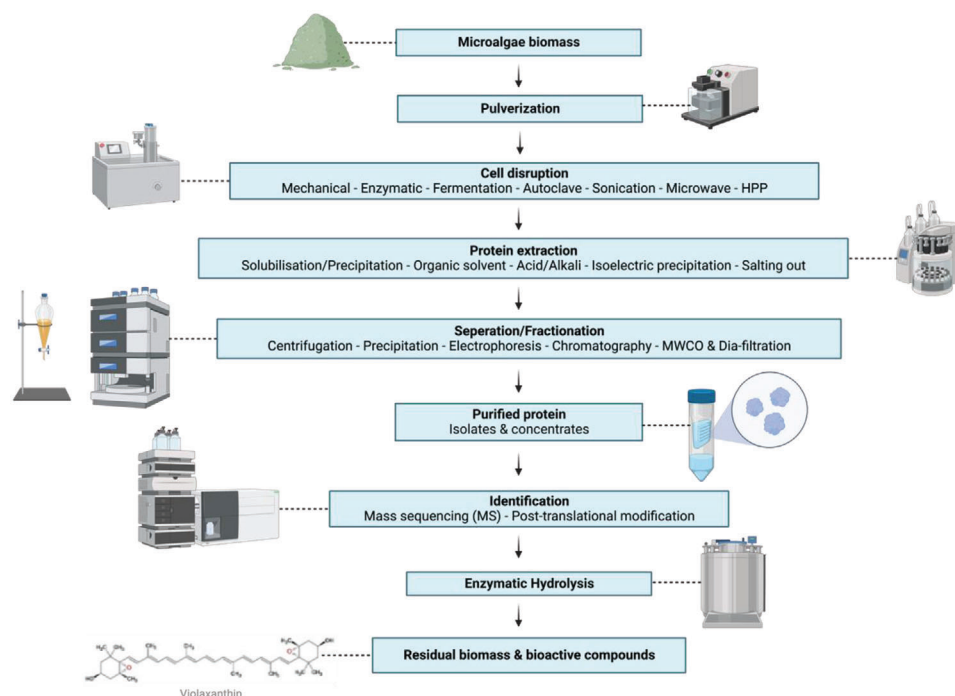 Microalgae biomass
Pulverization
Cell disruption
Mechanical - Enzymatic - Fermentation - Autoclave - Sonication - Microwave - HPP
Protein extraction
Solubilisation/Precipitation - Organic solvent - Acid/Alkali - Isoelectric precipitation - Salting out
Seperation/Fractionation
Centrifugation - Precipitation - Electrophoresis - Chromatography - MWCO & Dia-filtration
Purified protein
Isolates & concentrates
Identification
Mass sequencing (MS) - Post-translational modification
Enzymatic Hydrolysis
Residual biomass & bioactive compounds
Violaxanthin